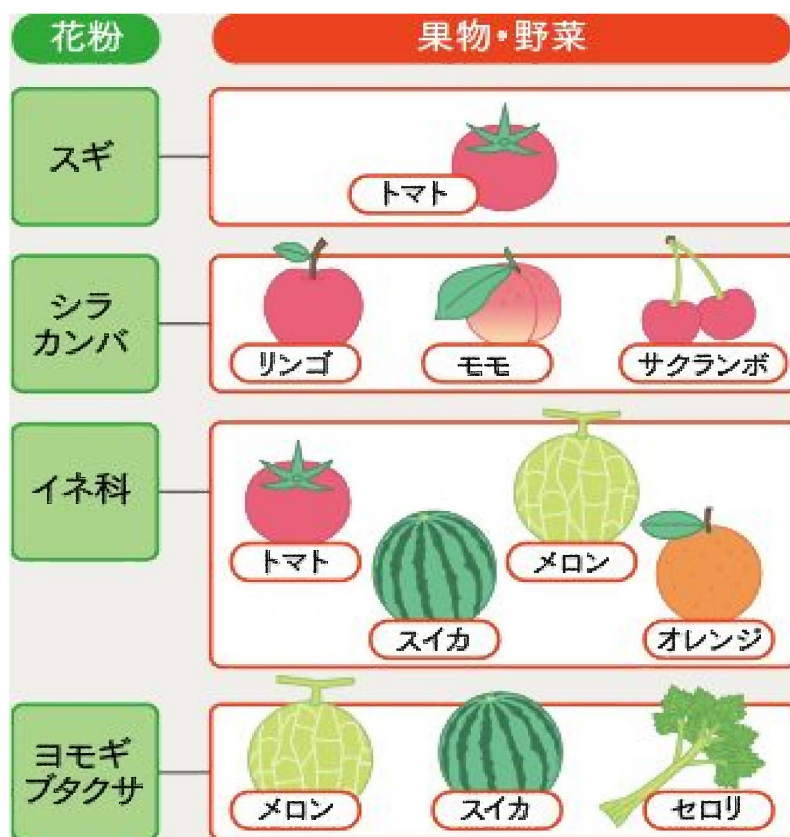 花粉
果物・野菜
スギ
トマト
シラ
カンバ
リンゴ
モモ
サクランボ
イネ科
トマト
メロン
スイカ
オレンジ
ヨモギ
ブタクサ
メロン
スイカ
セロリ